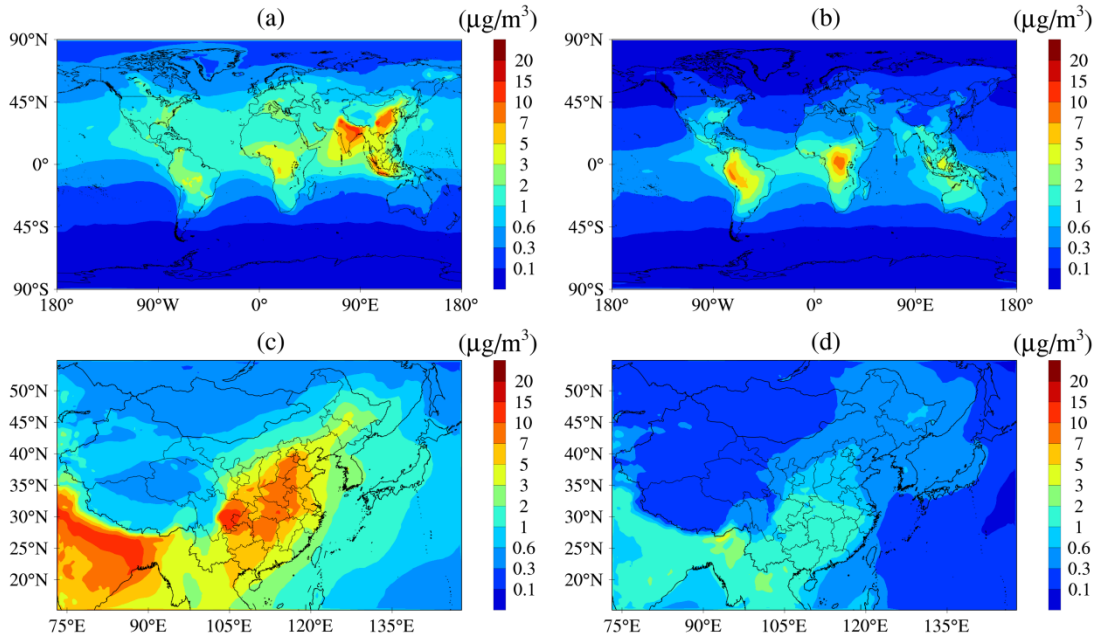 (a) (μg/m³) (b) (μg/m³)
90°N 20 15 10 7 5 3 2 1 0.6 0.3 0.1
45°N
0°
45°S
90°S
180° 90°W 0° 90°E 180°
90°N 20 15 10 7 5 3 2 1 0.6 0.3 0.1
45°N
0°
45°S
90°S
180° 90°W 0° 90°E 180°
(c) (μg/m³) (d) (μg/m³)
50°N 20 15 10 7 5 3 2 1 0.6 0.3 0.1
45°N
40°N
35°N
30°N
25°N
20°N
75°E 90°E 105°E 120°E 135°E
50°N 20 15 10 7 5 3 2 1 0.6 0.3 0.1
45°N
40°N
35°N
30°N
25°N
20°N
75°E 90°E 105°E 120°E 135°E